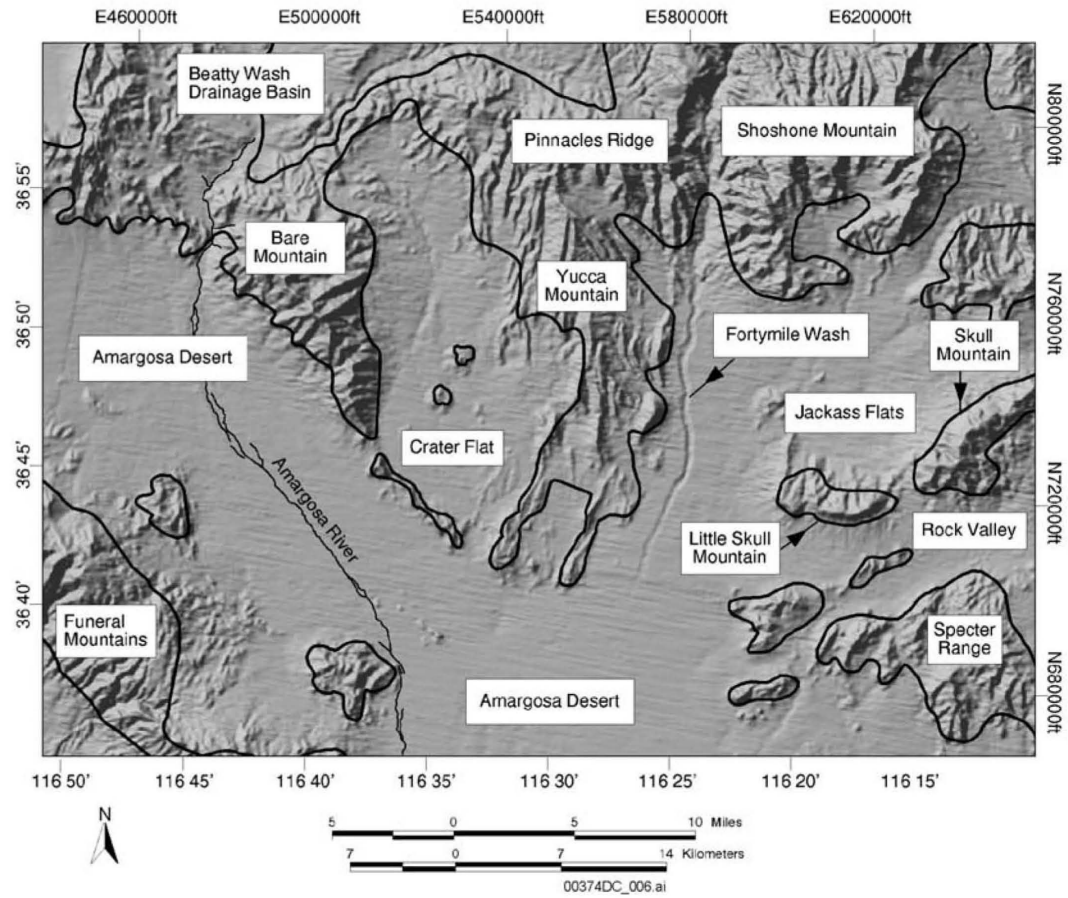 E460000ft E500000ft E540000ft E580000ft E620000ft
Beatty Wash
Drainage Basin
Pinnacles Ridge
Shoshone Mountain
N800000ft
36 55'
Bare
Mountain
Yucca
Mountain
N760000ft
36 50'
Fortymile Wash
Skull
Mountain
Amargosa Desert
Jackass Flats
Crater Flat
36 45'
Amargosa River
N720000ft
Little Skull
Mountain
Rock Valley
36 40'
Funeral
Mountains
Specter
Range
Amargosa Desert
N680000ft
116 50' 116 45' 116 40' 116 35' 116 30' 116 25' 116 20' 116 15'
N
5 0 5 10 Miles
7 0 7 14 Kilometers
00374DC_006.ai